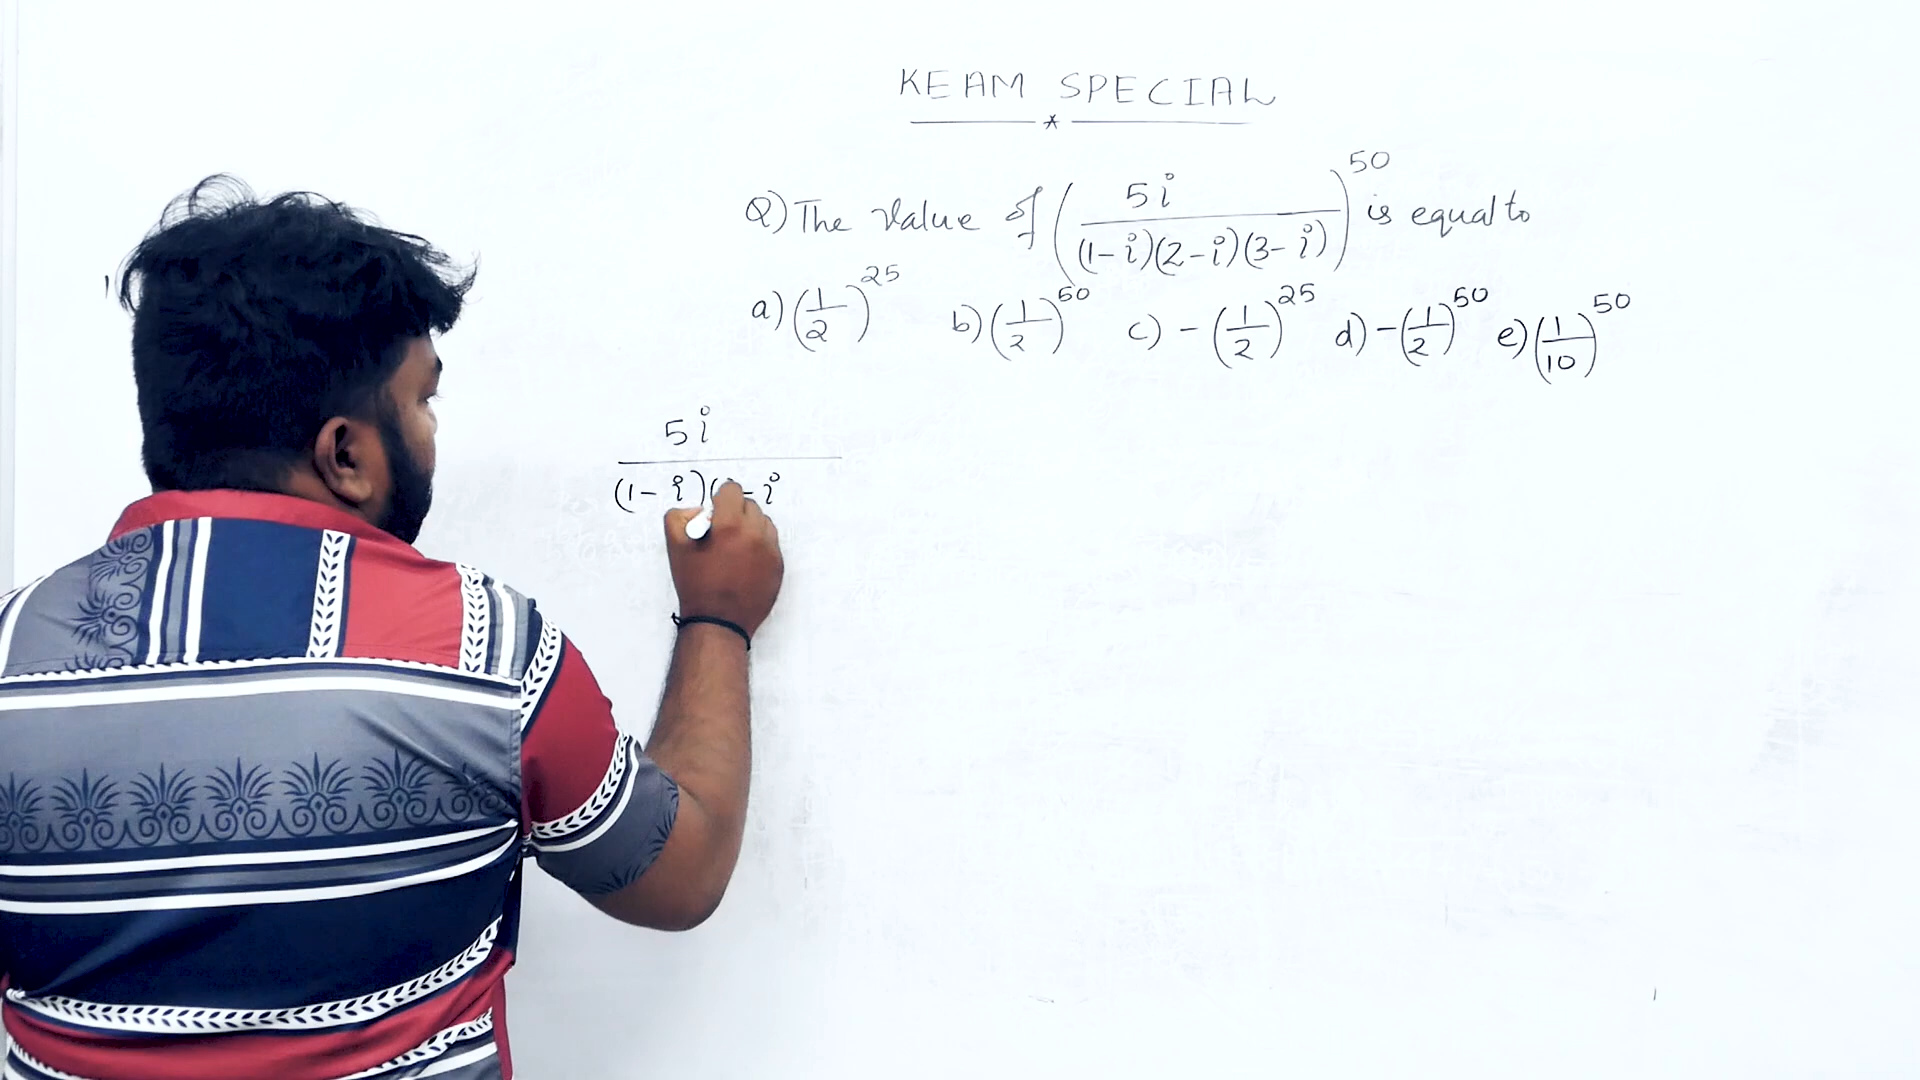 KEAM SPECIAL
Q) The value of (5i / (1-i)(2-i)(3-i))^50 is equal to
a) (1/2)^25 b) (1/2)^50 c) -(1/2)^25 d) -(1/2)^50 e) (1/10)^50
5i
(1-i)( -i